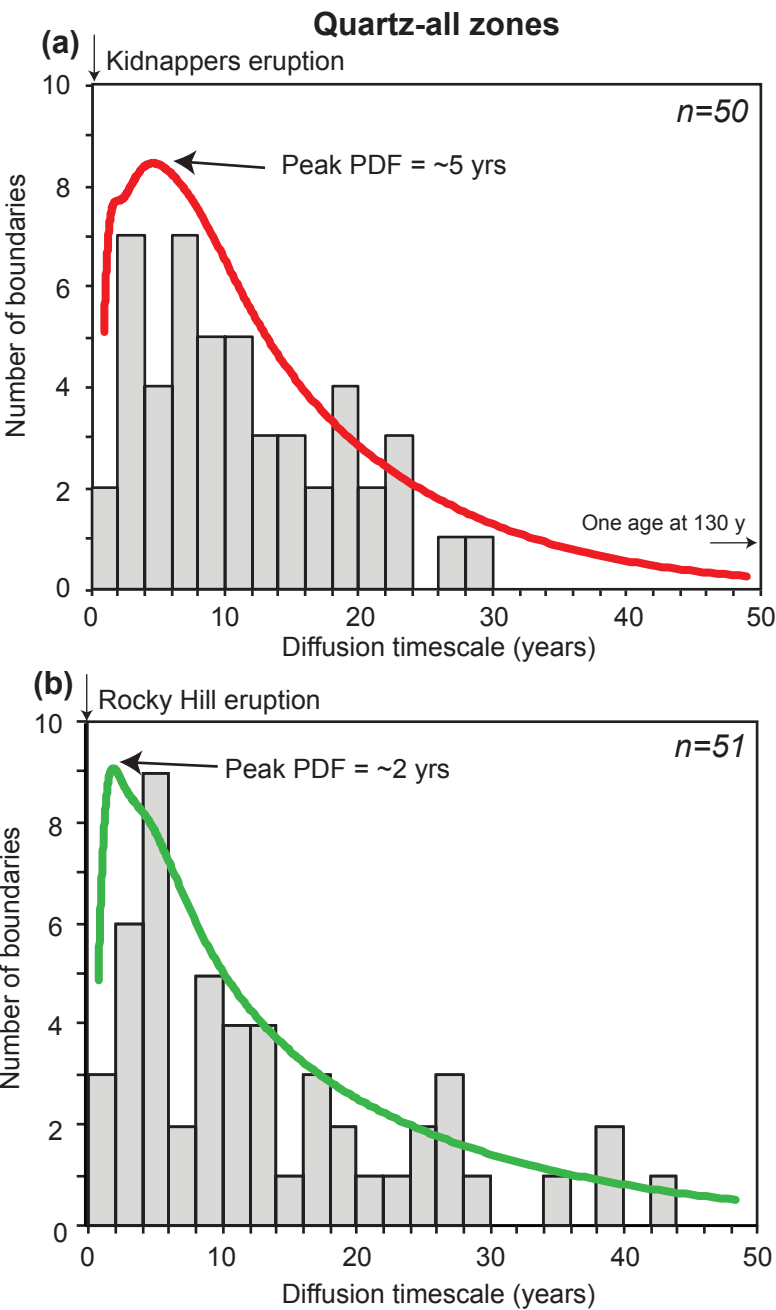 Quartz-all zones
(a)
Kidnappers eruption
n=50
Peak PDF = ~5 yrs
One age at 130 y
Number of boundaries
10
8
6
4
2
0
0 10 20 30 40 50
Diffusion timescale (years)
(b)
Rocky Hill eruption
n=51
Peak PDF = ~2 yrs
Number of boundaries
10
8
6
4
2
0
0 10 20 30 40 50
Diffusion timescale (years)